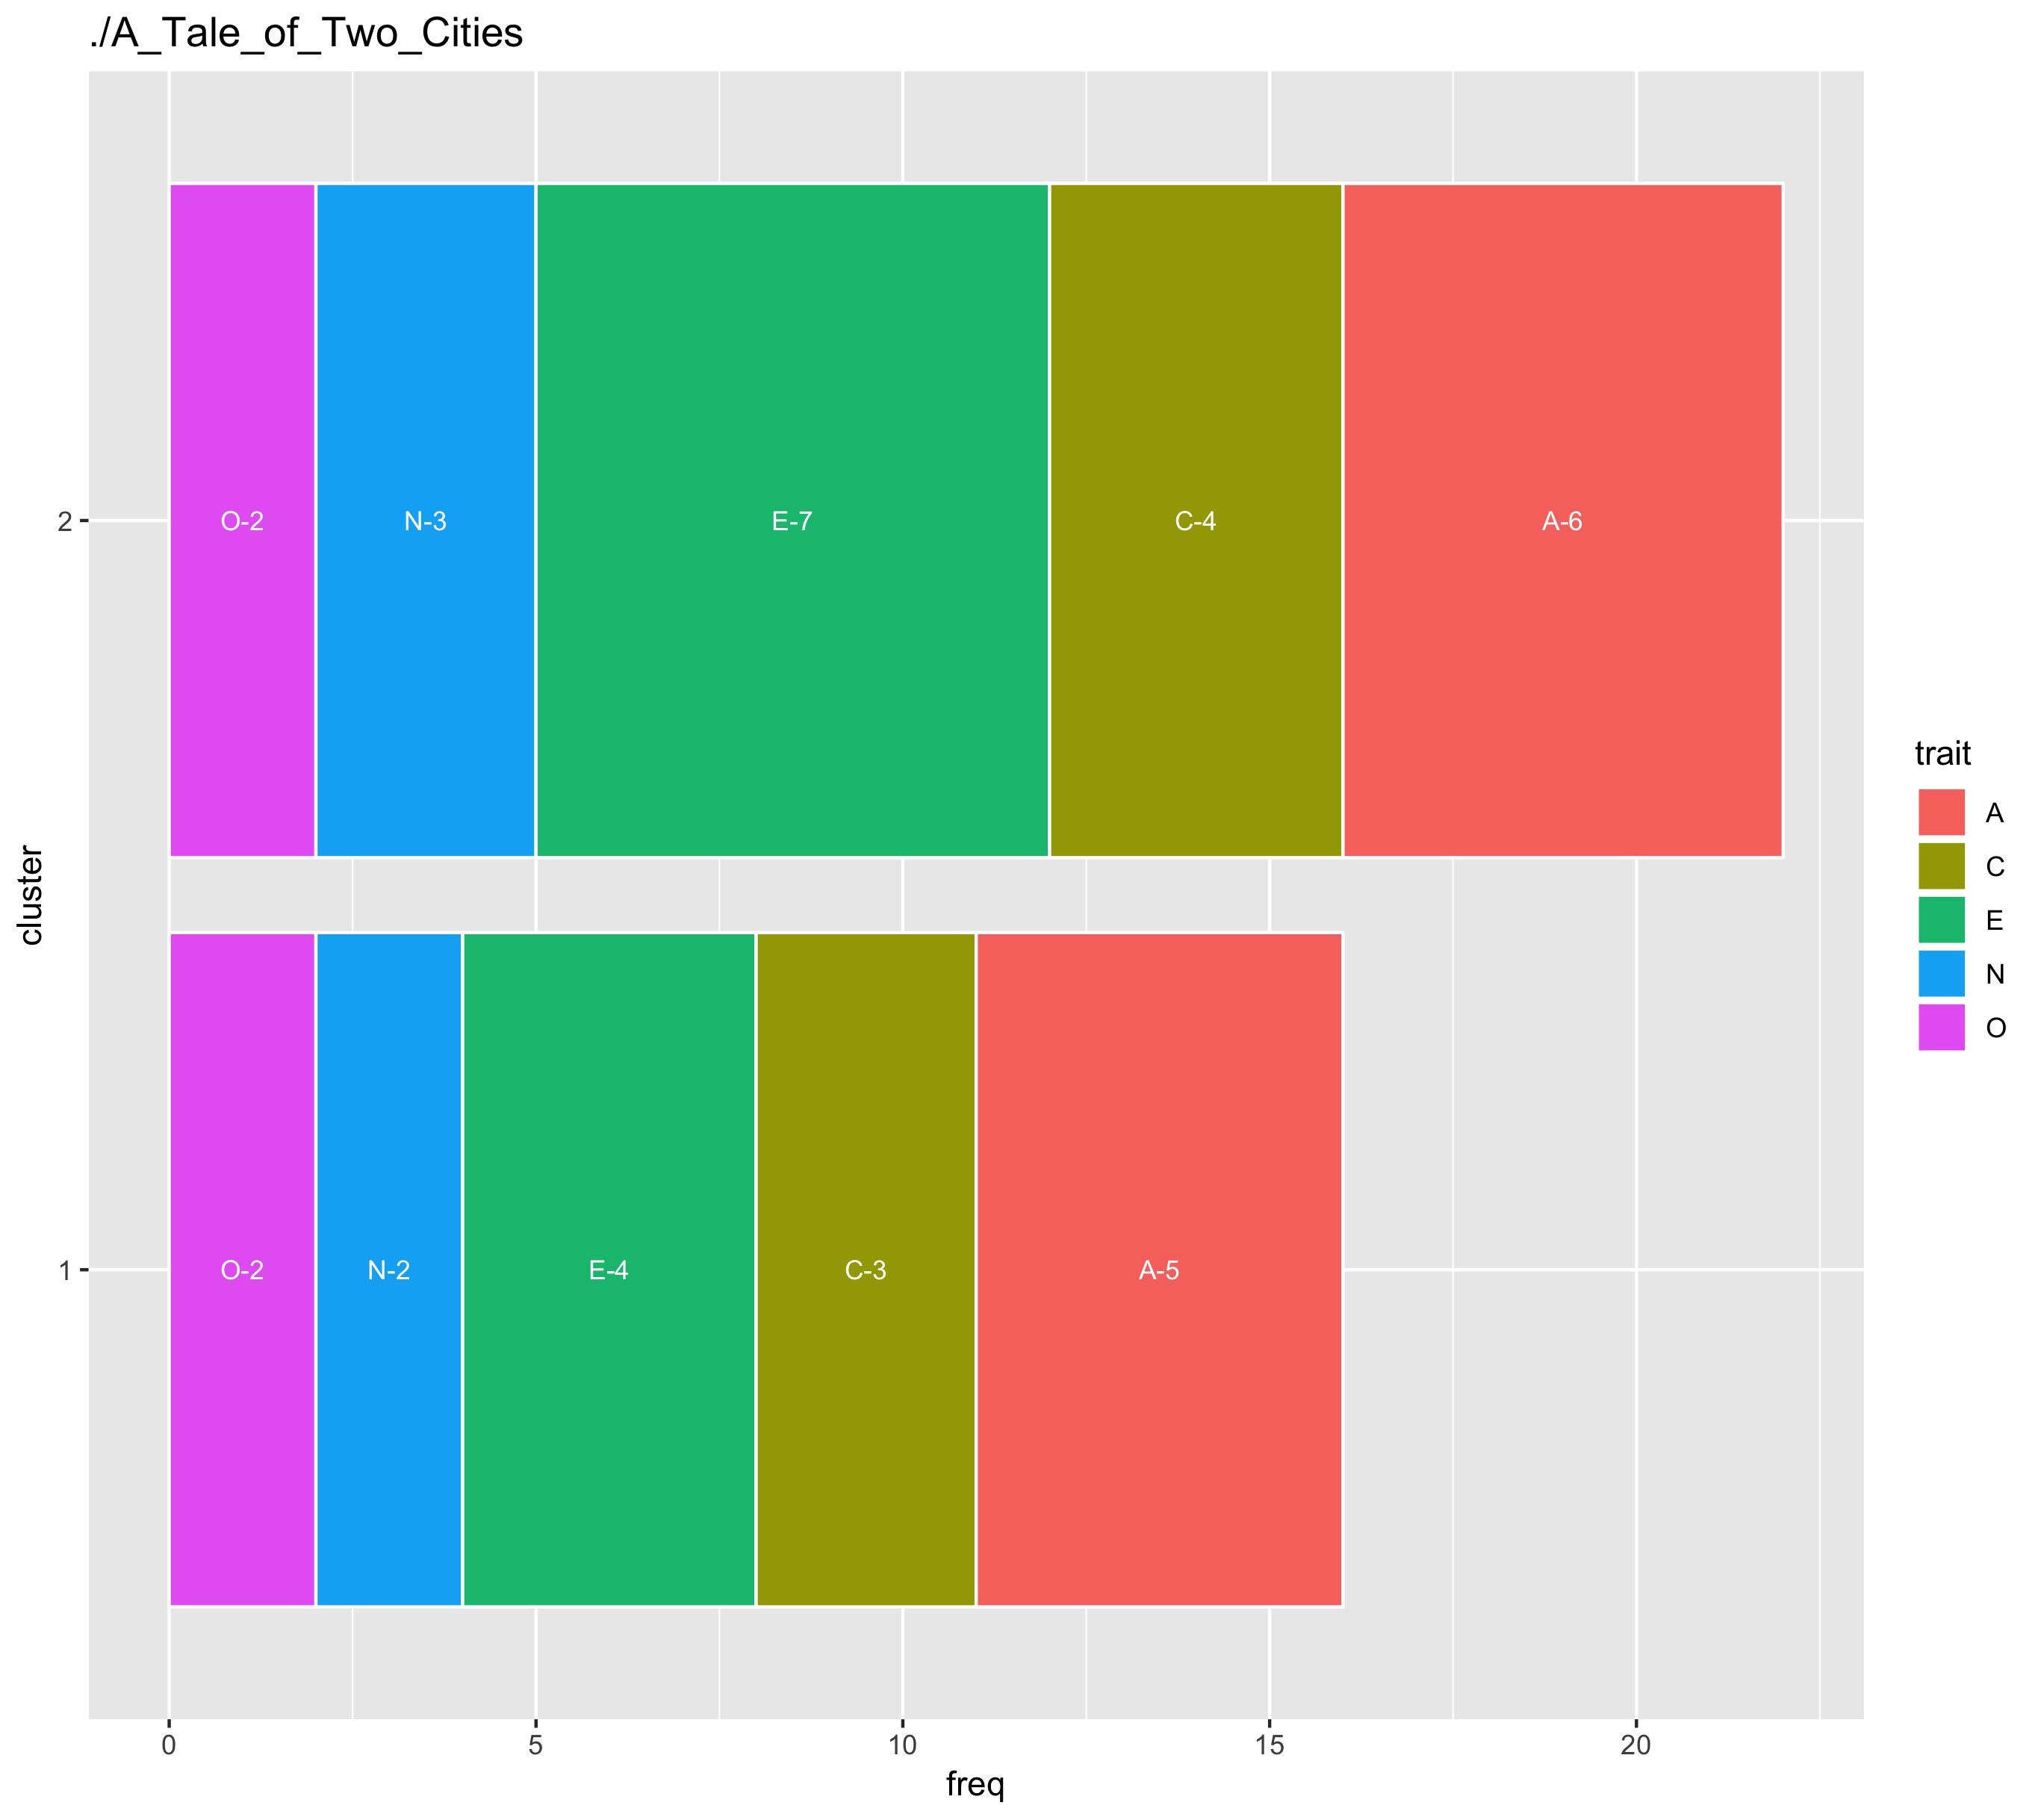 ./A_Tale_of_Two_Cities
cluster
2
O-2 N-3 E-7 C-4 A-6
1
O-2 N-2 E-4 C-3 A-5
0 5 10 15 20
freq
trait
A
C
E
N
O